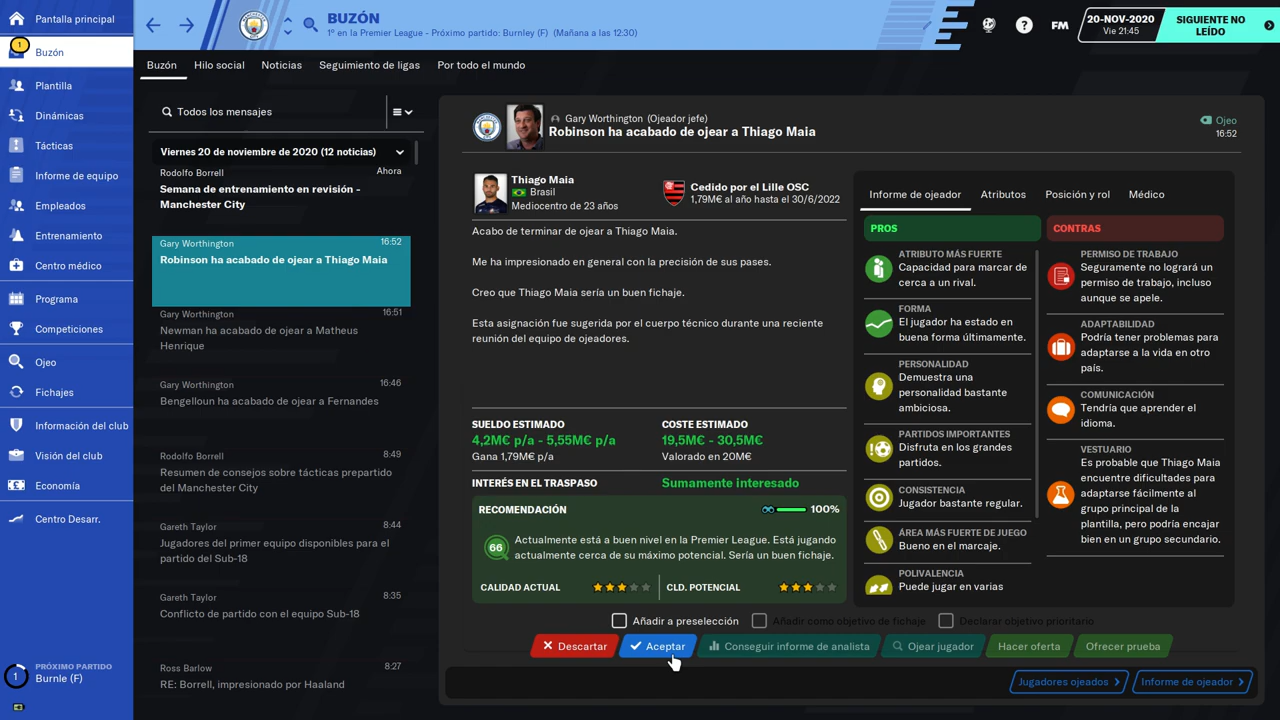 Pantalla principal
1
Buzón
Plantilla
Dinámicas
Tácticas
Informe de equipo
Empleados
Entrenamiento
Centro médico
Programa
Competiciones
Ojeo
Fichajes
Información del club
Visión del club
Economía
Centro Desarr.
1
PRÓXIMO PARTIDO
Burnle (F)
BUZÓN
1º en la Premier League - Próximo partido: Burnley (F) (Mañana a las 12:30)
?
FM
20-NOV-2020
Vie 21:45
SIGUIENTE NO
LEÍDO
Buzón
Hilo social
Noticias
Seguimiento de ligas
Por todo el mundo
Todos los mensajes
Viernes 20 de noviembre de 2020 (12 noticias)
Rodolfo Borrell
Ahora
Semana de entrenamiento en revisión -
Manchester City
Gary Worthington
16:52
Robinson ha acabado de ojear a Thiago Maia
Gary Worthington
16:51
Newman ha acabado de ojear a Matheus
Henrique
Gary Worthington
16:46
Bengelloun ha acabado de ojear a Fernandes
Rodolfo Borrell
8:49
Resumen de consejos sobre tácticas prepartido
del Manchester City
Gareth Taylor
8:44
Jugadores del primer equipo disponibles para el
partido del Sub-18
Gareth Taylor
8:35
Conflicto de partido con el equipo Sub-18
Ross Barlow
8:27
RE: Borrell, impresionado por Haaland
Gary Worthington (Ojeador jefe)
Robinson ha acabado de ojear a Thiago Maia
Ojeo
16:52
Thiago Maia
Brasil
Mediocentro de 23 años
Cedido por el Lille OSC
1,79M€ al año hasta el 30/6/2022
Acabo de terminar de ojear a Thiago Maia.
Me ha impresionado en general con la precisión de sus pases.
Creo que Thiago Maia sería un buen fichaje.
Esta asignación fue sugerida por el cuerpo técnico durante una reciente
reunión del equipo de ojeadores.
SUELDO ESTIMADO
4,2M€ p/a - 5,55M€ p/a
Gana 1,79M€ p/a
COSTE ESTIMADO
19,5M€ - 30,5M€
Valorado en 20M€
INTERÉS EN EL TRASPASO
Sumamente interesado
RECOMENDACIÓN
100%
66
Actualmente está a buen nivel en la Premier League. Está jugando
actualmente cerca de su máximo potencial. Sería un buen fichaje.
CALIDAD ACTUAL
CLD. POTENCIAL
Informe de ojeador
Atributos
Posición y rol
Médico
PROS
ATRIBUTO MÁS FUERTE
Capacidad para marcar de
cerca a un rival.
FORMA
El jugador ha estado en
buena forma últimamente.
PERSONALIDAD
Demuestra una
personalidad bastante
ambiciosa.
PARTIDOS IMPORTANTES
Disfruta en los grandes
partidos.
CONSISTENCIA
Jugador bastante regular.
ÁREA MÁS FUERTE DE JUEGO
Bueno en el marcaje.
POLIVALENCIA
Puede jugar en varias
CONTRAS
PERMISO DE TRABAJO
Seguramente no logrará un
permiso de trabajo, incluso
aunque se apele.
ADAPTABILIDAD
Podría tener problemas para
adaptarse a la vida en otro
país.
COMUNICACIÓN
Tendría que aprender el
idioma.
VESTUARIO
Es probable que Thiago Maia
encuentre dificultades para
adaptarse fácilmente al
grupo principal de la
plantilla, pero podría encajar
bien en un grupo secundario.
Añadir a preselección
Añadir como objetivo de fichaje
Declarar objetivo prioritario
Descartar
Aceptar
Conseguir informe de analista
Ojear jugador
Hacer oferta
Ofrecer prueba
Jugadores ojeados
Informe de ojeador